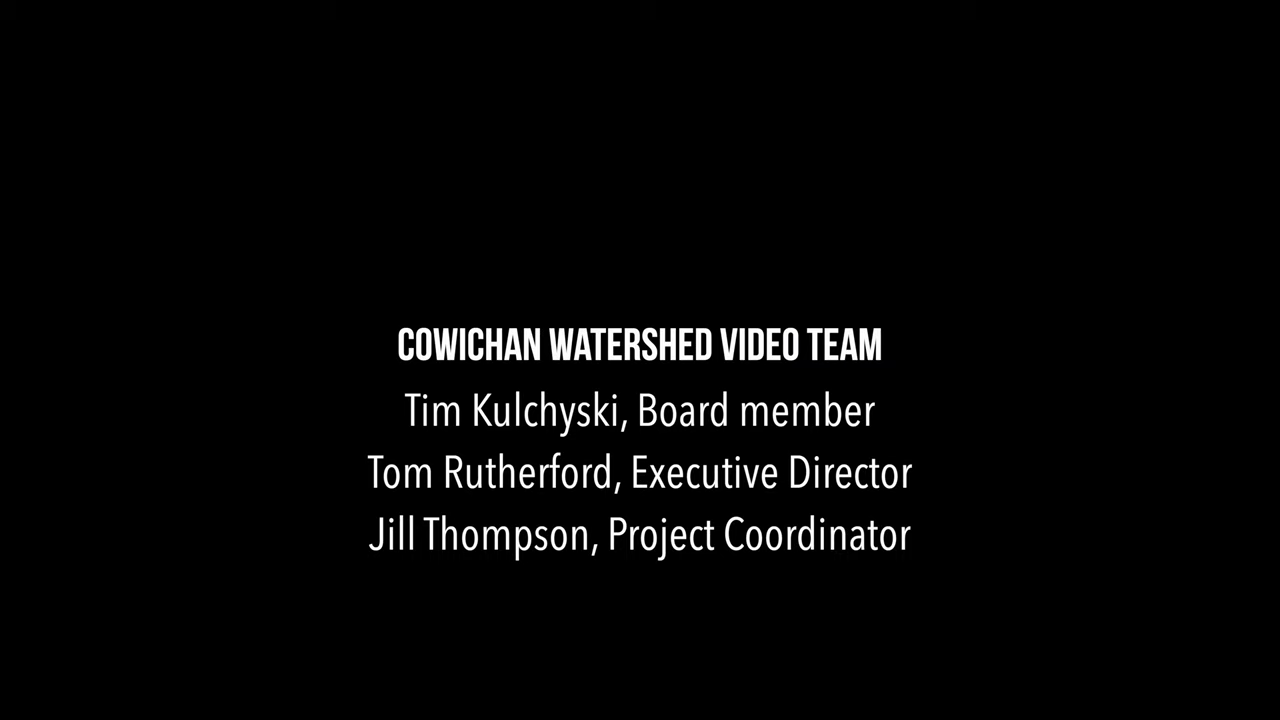 COWICHAN WATERSHED VIDEO TEAM
Tim Kulchyski, Board member
Tom Rutherford, Executive Director
Jill Thompson, Project Coordinator